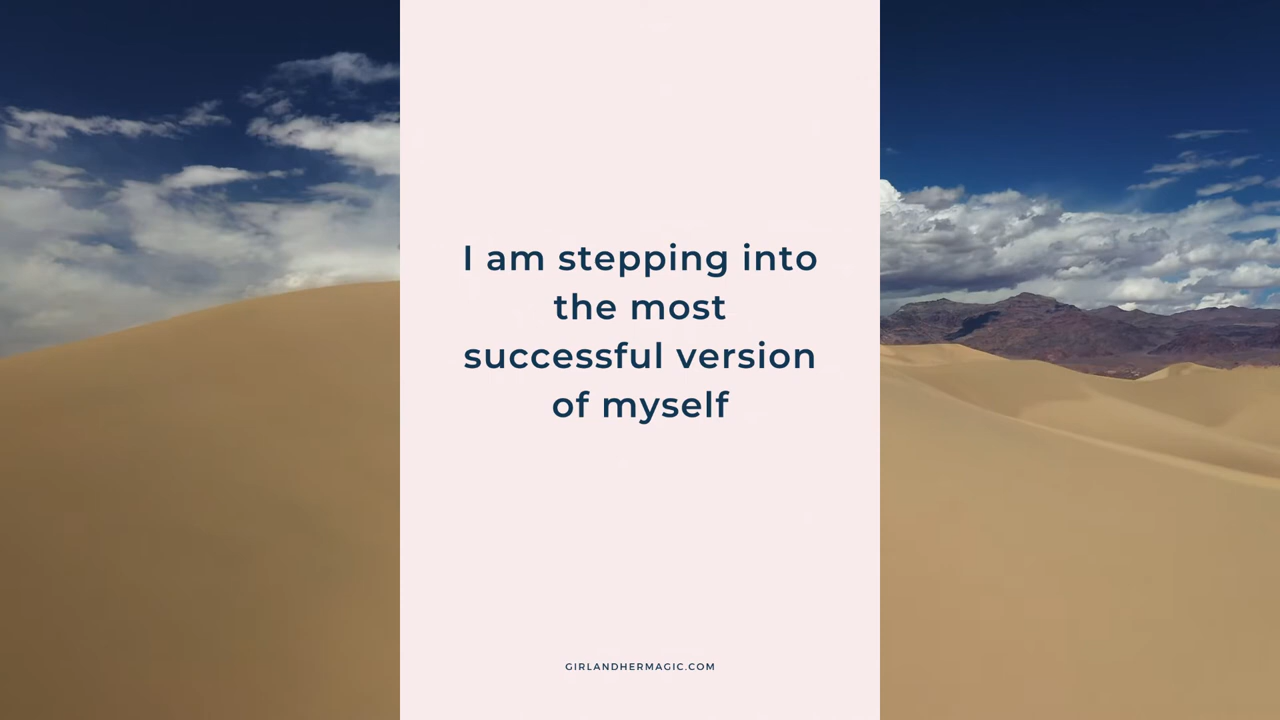 I am stepping into
the most
successful version
of myself
GIRLANDHERMAGIC.COM